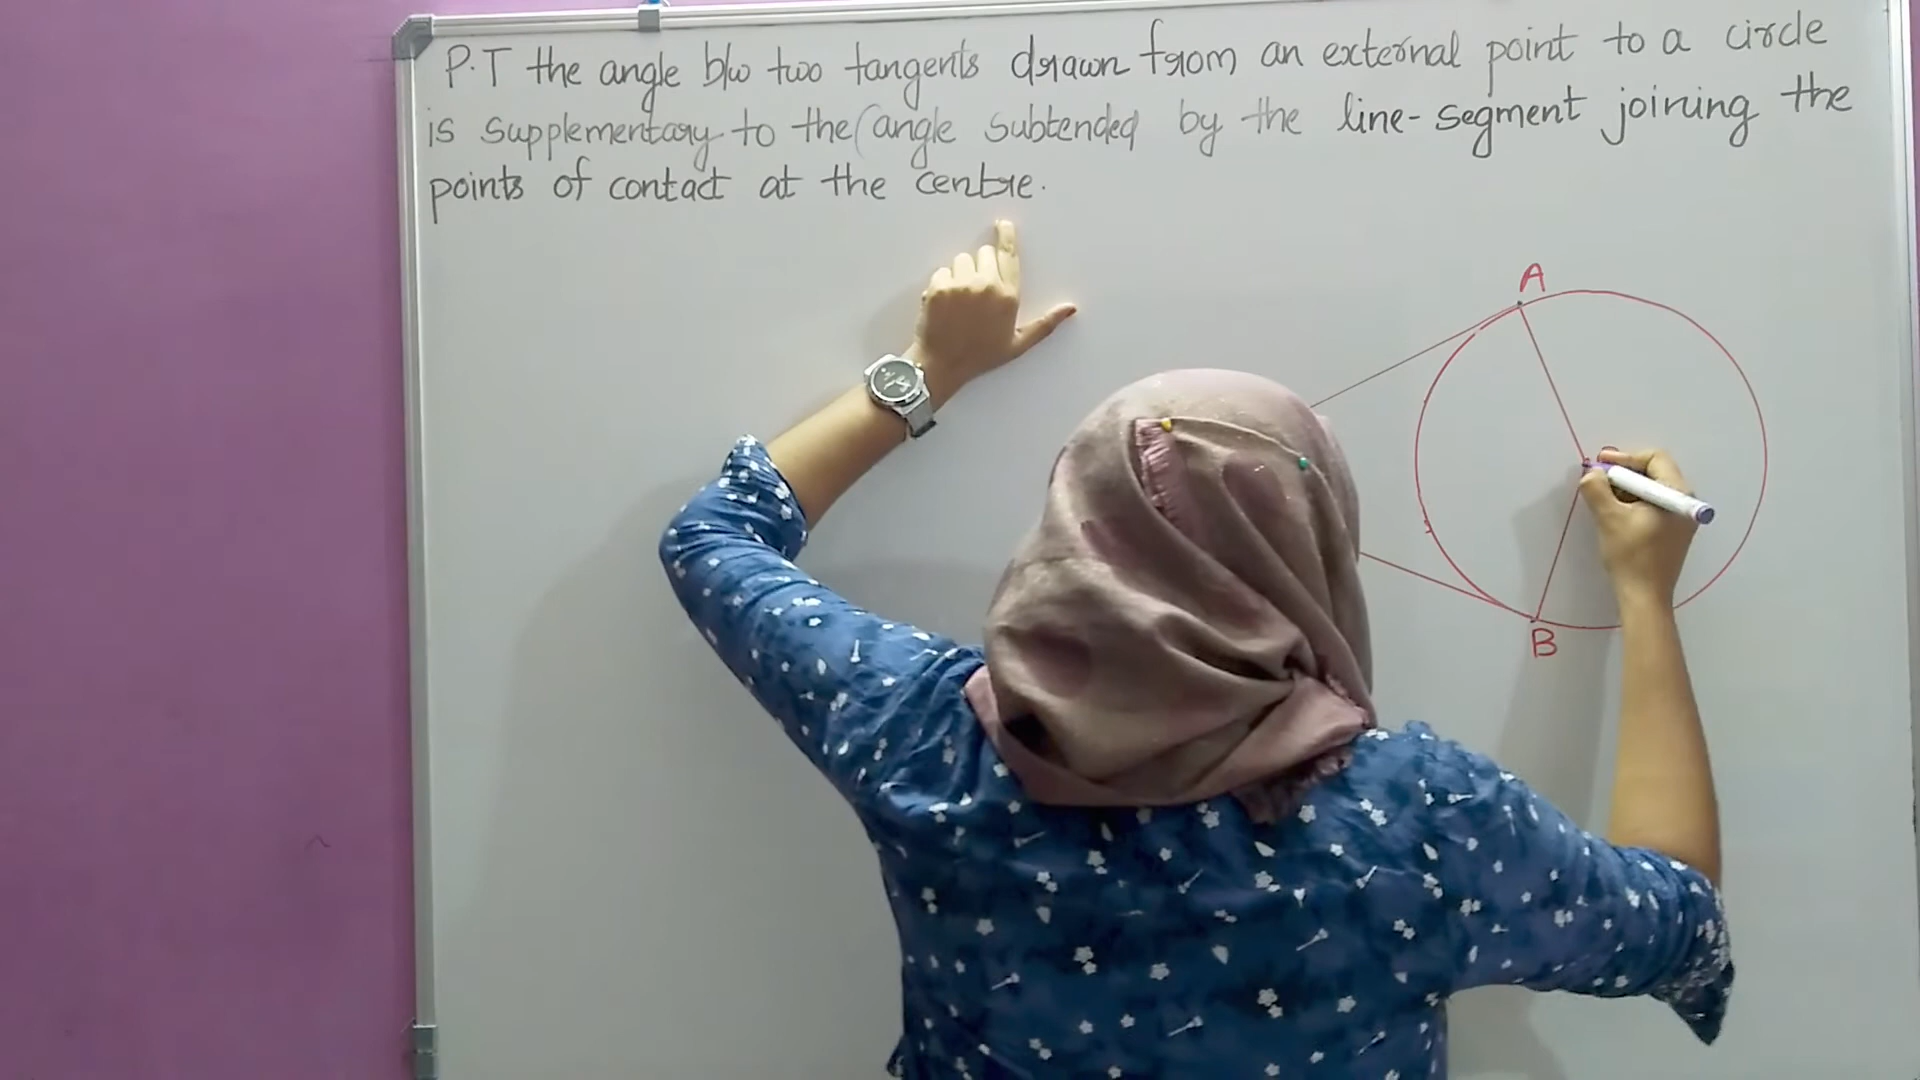 P.T the angle b/w two tangents drawn from an external point to a circle
is supplementary to the (angle subtended by the line-segment joining the
points of contact at the centre.
A
B